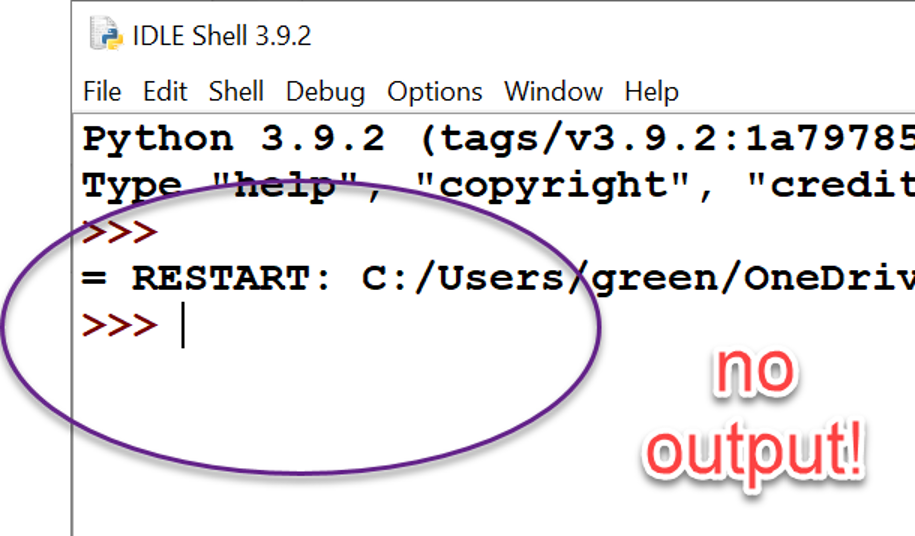 IDLE Shell 3.9.2
File Edit Shell Debug Options Window Help
Python 3.9.2 (tags/v3.9.2:1a79785
Type "help", "copyright", "credit
>>>
= RESTART: C:/Users/green/OneDriv
>>>
no
output!